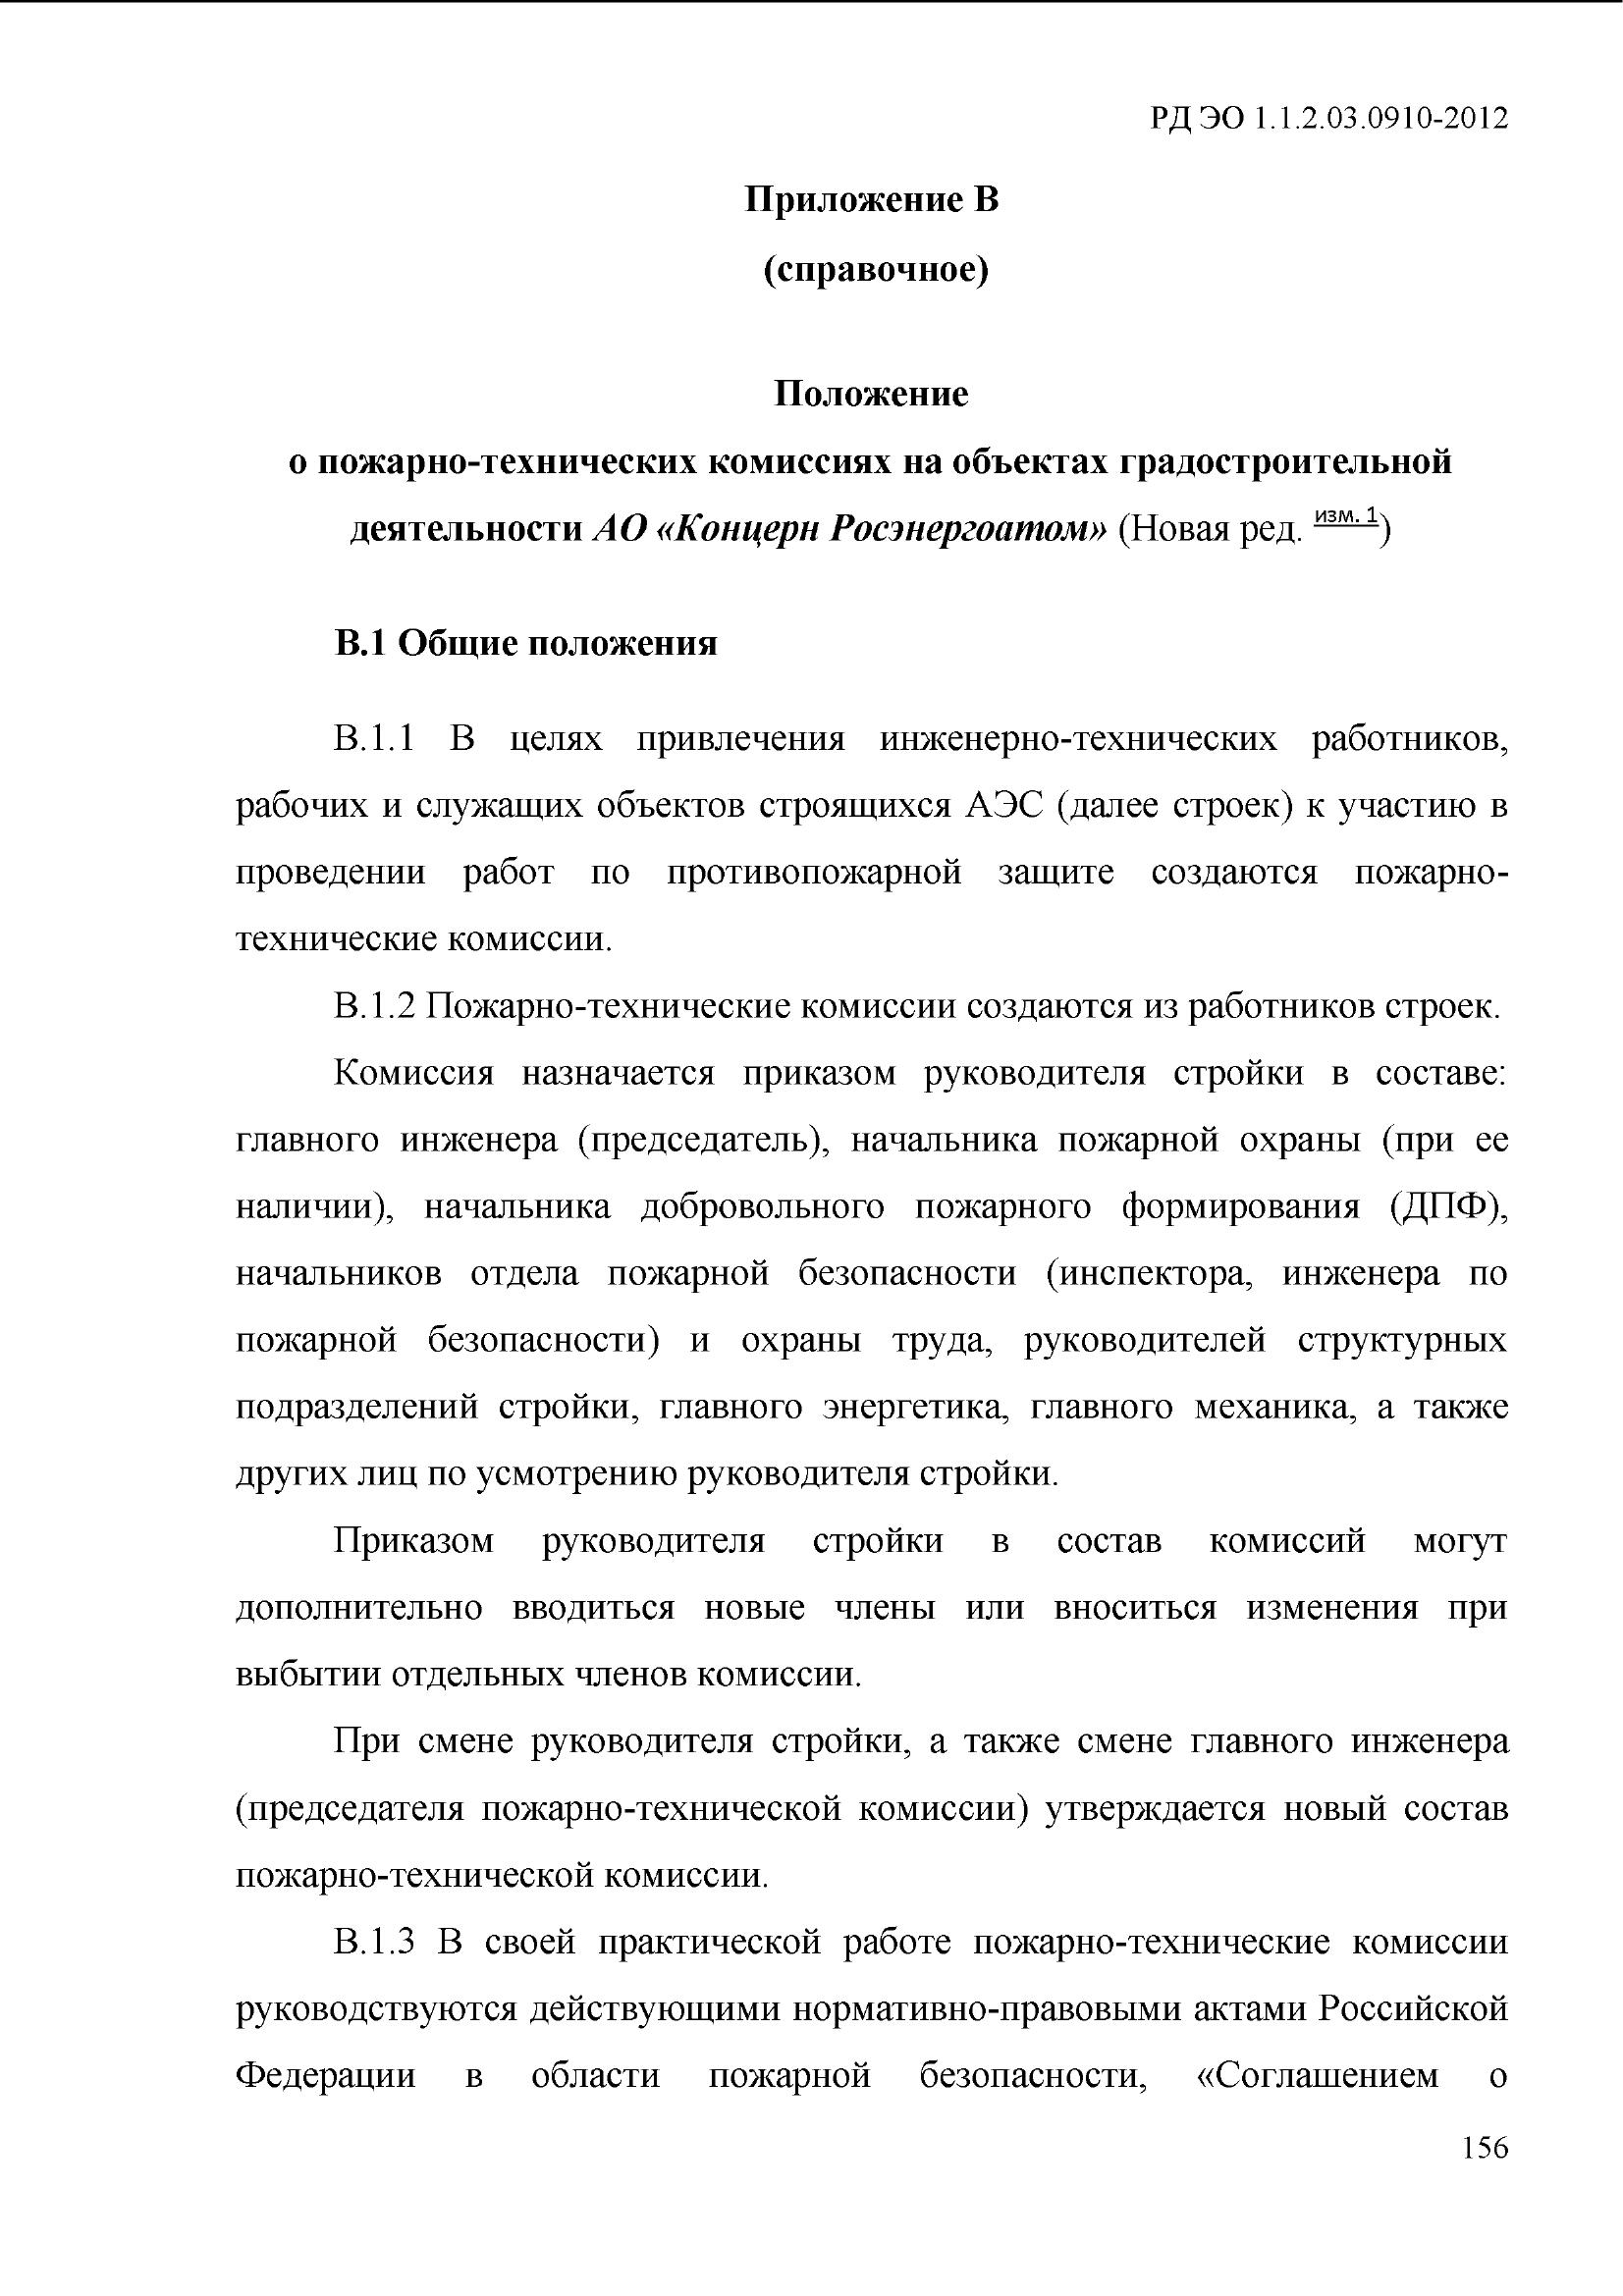 РД ЭО 1.1.2.03.0910-2012
Приложение В
(справочное)
Положение
о пожарно-технических комиссиях на объектах градостроительной
деятельности АО «Концерн Росэнергоатом» (Новая ред. изм. 1)
В.1 Общие положения
В.1.1 В целях привлечения инженерно-технических работников,
рабочих и служащих объектов строящихся АЭС (далее строек) к участию в
проведении работ по противопожарной защите создаются пожарно-
технические комиссии.
В.1.2 Пожарно-технические комиссии создаются из работников строек.
Комиссия назначается приказом руководителя стройки в составе:
главного инженера (председатель), начальника пожарной охраны (при ее
наличии), начальника добровольного пожарного формирования (ДПФ),
начальников отдела пожарной безопасности (инспектора, инженера по
пожарной безопасности) и охраны труда, руководителей структурных
подразделений стройки, главного энергетика, главного механика, а также
других лиц по усмотрению руководителя стройки.
Приказом руководителя стройки в состав комиссий могут
дополнительно вводиться новые члены или вноситься изменения при
выбытии отдельных членов комиссии.
При смене руководителя стройки, а также смене главного инженера
(председателя пожарно-технической комиссии) утверждается новый состав
пожарно-технической комиссии.
В.1.3 В своей практической работе пожарно-технические комиссии
руководствуются действующими нормативно-правовыми актами Российской
Федерации в области пожарной безопасности, «Соглашением о
156